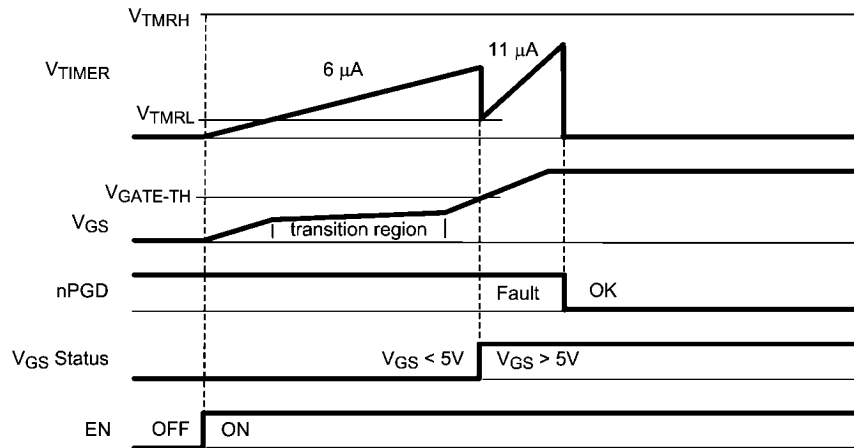 VTMRH
VTIMER
6 μA
11 μA
VTMRL
VGATE-TH
VGS
transition region
nPGD
Fault
OK
VGS Status
VGS < 5V
VGS > 5V
EN
OFF
ON